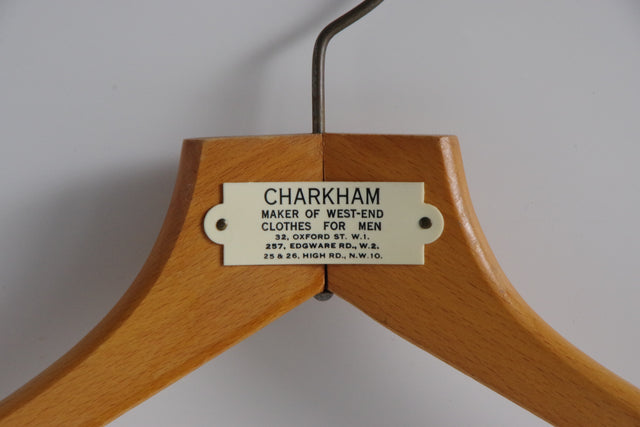 CHARKHAM
MAKER OF WEST-END
CLOTHES FOR MEN
32, OXFORD ST. W.1.
257, EDGWARE RD., W.2.
25 & 26, HIGH RD., N.W.10.